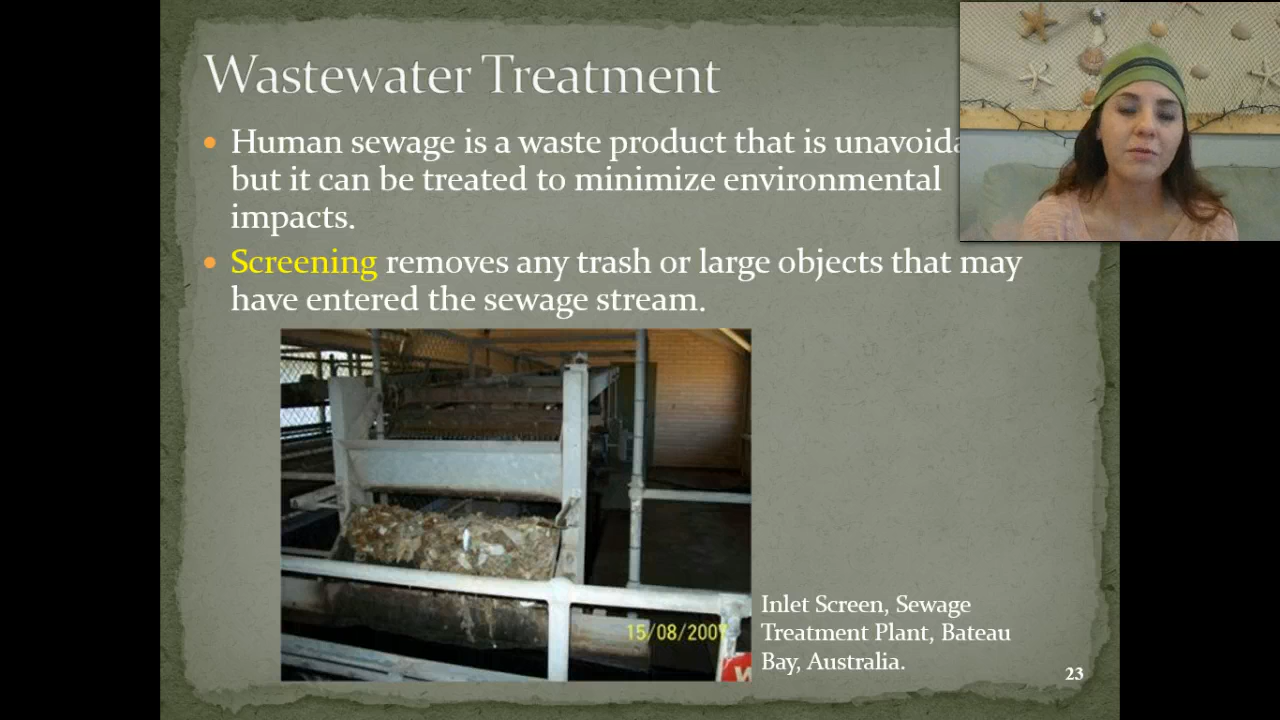 Wastewater Treatment
Human sewage is a waste product that is
but it can be treated to minimize environmental
impacts.
Screening removes any trash or large objects that may
have entered the sewage stream.
15/08/2007
Inlet Screen, Sewage
Treatment Plant, Bateau
Bay, Australia.
23